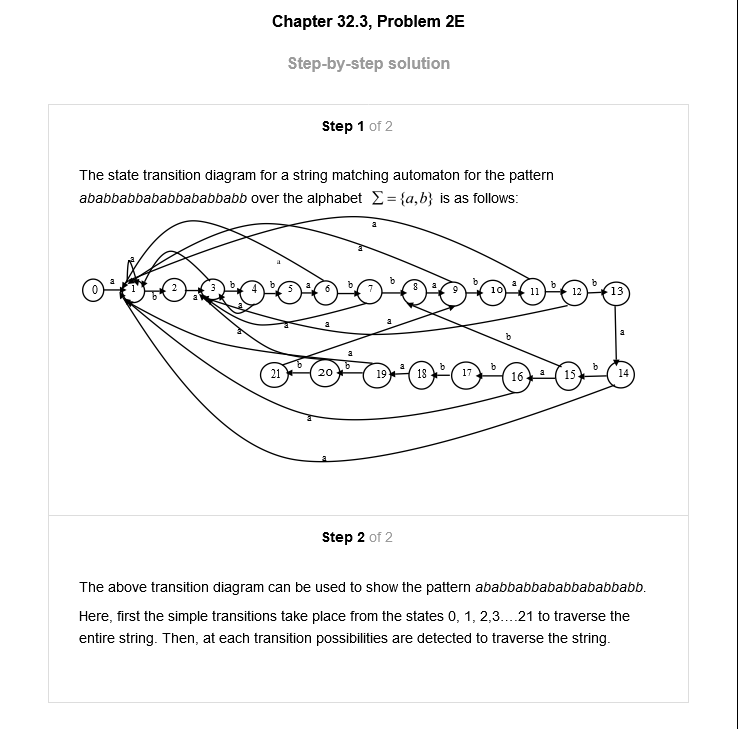 Chapter 32.3, Problem 2E
Step-by-step solution
Step 1 of 2
The state transition diagram for a string matching automaton for the pattern
ababbabbababbababbabb over the alphabet Σ={a,b} is as follows:
a
a
a
a
0 a 1 b 2 a 3 b 4 b 5 a 6 b 7 b 8 a 9 b 10 a 11 b 12 b 13
a
a
a
a
a
a
b
a
21 b 20 b 19 a 18 b 17 b 16 a 15 b 14
a
a
Step 2 of 2
The above transition diagram can be used to show the pattern ababbabbababbababbabb.
Here, first the simple transitions take place from the states 0, 1, 2,3....21 to traverse the
entire string. Then, at each transition possibilities are detected to traverse the string.